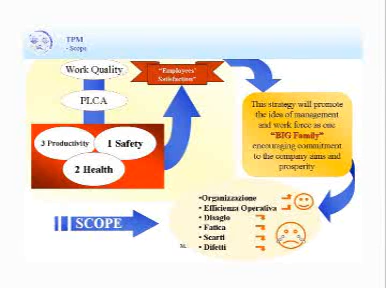 TPM
- Scope
Work Quality
"Employees'
Satisfaction"
PLCA
3 Productivity
1 Safety
2 Health
This strategy will promote
the idea of management
and work force as one
"BIG Family"
encouraging commitment
to the company aims and
prosperity
SCOPE
•Organizzazione
• Efficienza Operativa
• Disagio
• Fatica
• Scarti
• Difetti